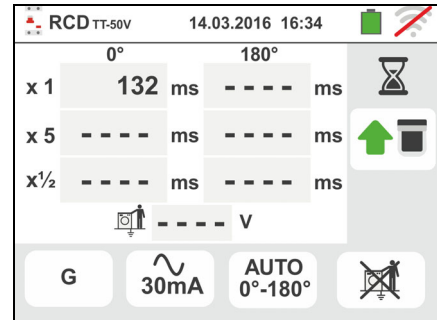 RCD TT-50V 14.03.2016 16:34
0° 180°
x 1 132 ms - - - - ms
x 5 - - - - ms - - - - ms
x½ - - - - ms - - - - ms
- - - - V
G 30mA AUTO
0°-180°